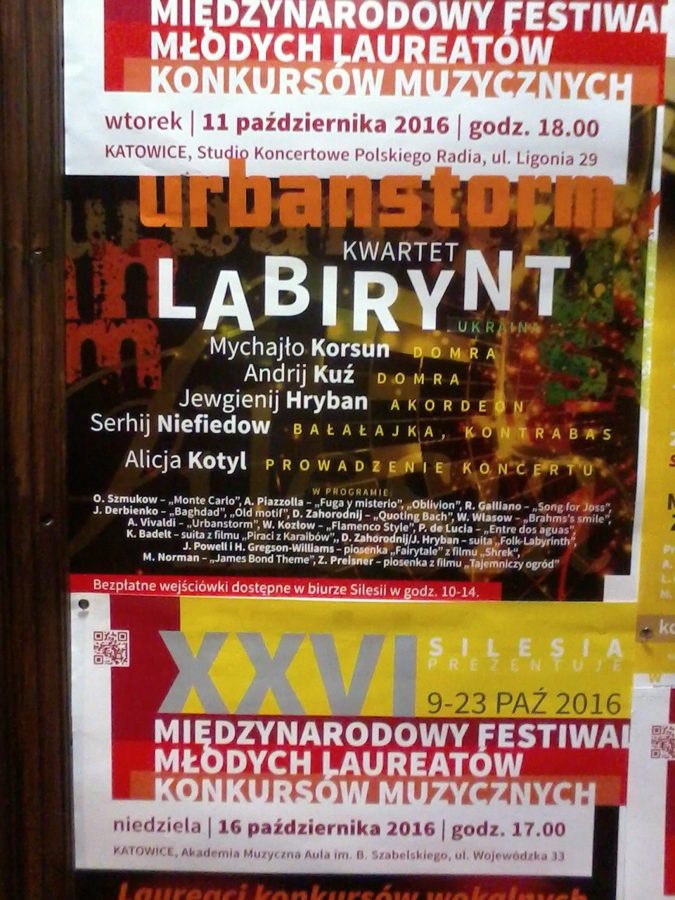 MIĘDZYNARODOWY FESTIWAL
MŁODYCH LAUREATÓW
KONKURSÓW MUZYCZNYCH
wtorek | 11 października 2016 | godz. 18.00
KATOWICE, Studio Koncertowe Polskiego Radia, ul. Ligonia 29
urbanstorm
KWARTET
LABIRYNT
UKRAINA
Mychajło Korsun DOMRA
Andrij Kuź DOMRA
Jewgienij Hryban AKORDEON
Serhij Niefiedow BAŁAŁAJKA, KONTRABAS
Alicja Kotyl PROWADZENIE KONCERTU
W PROGRAMIE:
O. Szmukow – „Monte Carlo”, A. Piazzolla – „Fuga y misterio”, „Oblivion”, R. Galliano – „Song for Joss”,
J. Derbienko – „Baghdad”, „Old motif”, D. Zahorodnij – „Quoting Bach”, W. Własow – „Brahms's smile”,
A. Vivaldi – „Urbanstorm”, W. Kozłow – „Flamenco Style”, P. de Lucia – „Entre dos aguas”,
K. Badelt – suita z filmu „Piraci z Karaibów”, D. Zahorodnij/J. Hryban – suita „Folk-Labyrinth”,
J. Powell i H. Gregson-Williams – piosenka „Fairytale” z filmu „Shrek”,
M. Norman – „James Bond Theme”, Z. Preisner – piosenka z filmu „Tajemniczy ogród”
Bezpłatne wejściówki dostępne w biurze Silesii w godz. 10-14.
XXVI
SILESIA
PREZENTUJE
9-23 PAŹ 2016
MIĘDZYNARODOWY FESTIWAL
MŁODYCH LAUREATÓW
KONKURSÓW MUZYCZNYCH
niedziela | 16 października 2016 | godz. 17.00
KATOWICE, Akademia Muzyczna Aula im. B. Szabelskiego, ul. Wojewódzka 33
Laureaci konkursów wokalnych